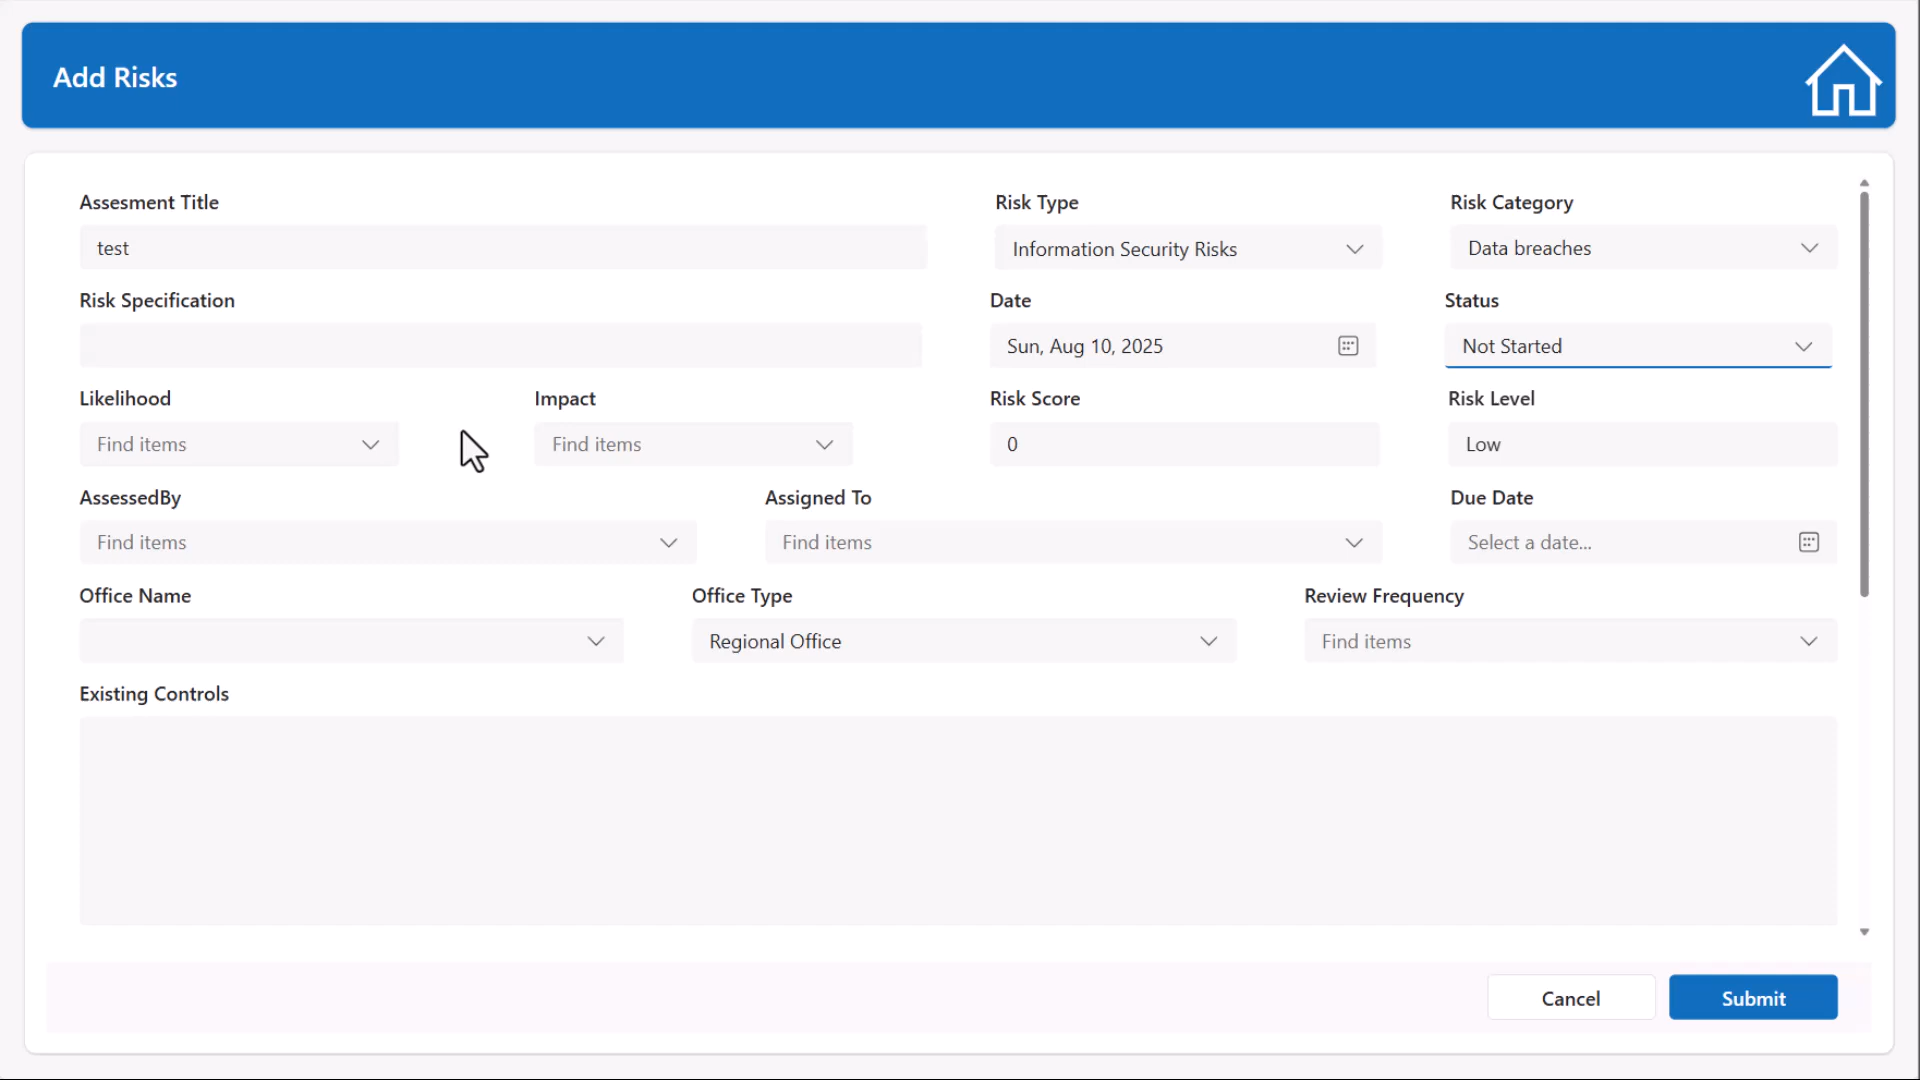 Add Risks
Assesment Title
Risk Type
Risk Category
test
Information Security Risks
Data breaches
Risk Specification
Date
Status
Sun, Aug 10, 2025
Not Started
Likelihood
Impact
Risk Score
Risk Level
Find items
Find items
0
Low
AssessedBy
Assigned To
Due Date
Find items
Find items
Select a date...
Office Name
Office Type
Review Frequency
Regional Office
Find items
Existing Controls
Cancel
Submit